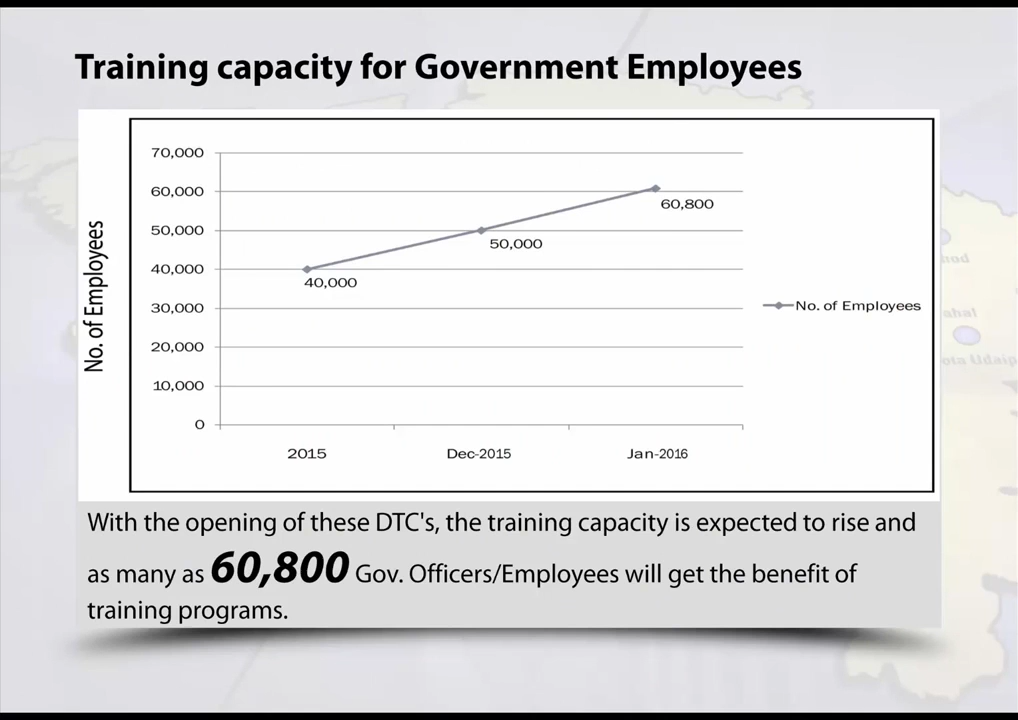 Training capacity for Government Employees
No. of Employees
70,000
60,000
50,000
40,000
30,000
20,000
10,000
0
40,000
50,000
60,800
2015
Dec-2015
Jan-2016
No. of Employees
With the opening of these DTC's, the training capacity is expected to rise and
as many as 60,800 Gov. Officers/Employees will get the benefit of
training programs.